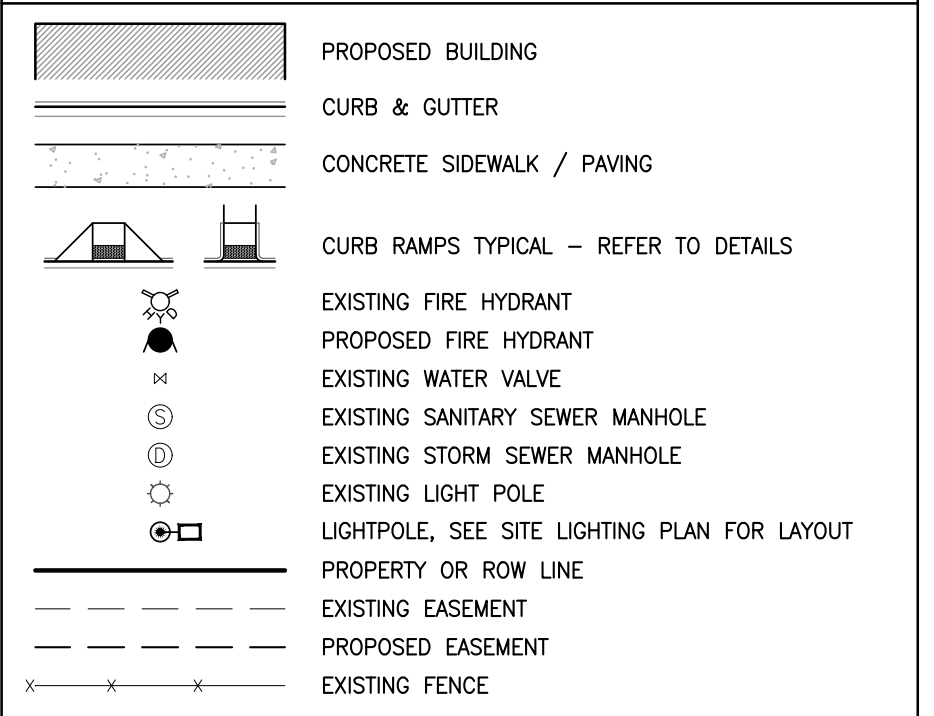 PROPOSED BUILDING
CURB & GUTTER
CONCRETE SIDEWALK / PAVING
CURB RAMPS TYPICAL – REFER TO DETAILS
HYD EXISTING FIRE HYDRANT
PROPOSED FIRE HYDRANT
EXISTING WATER VALVE
S EXISTING SANITARY SEWER MANHOLE
D EXISTING STORM SEWER MANHOLE
EXISTING LIGHT POLE
LIGHTPOLE, SEE SITE LIGHTING PLAN FOR LAYOUT
PROPERTY OR ROW LINE
EXISTING EASEMENT
PROPOSED EASEMENT
X X X EXISTING FENCE